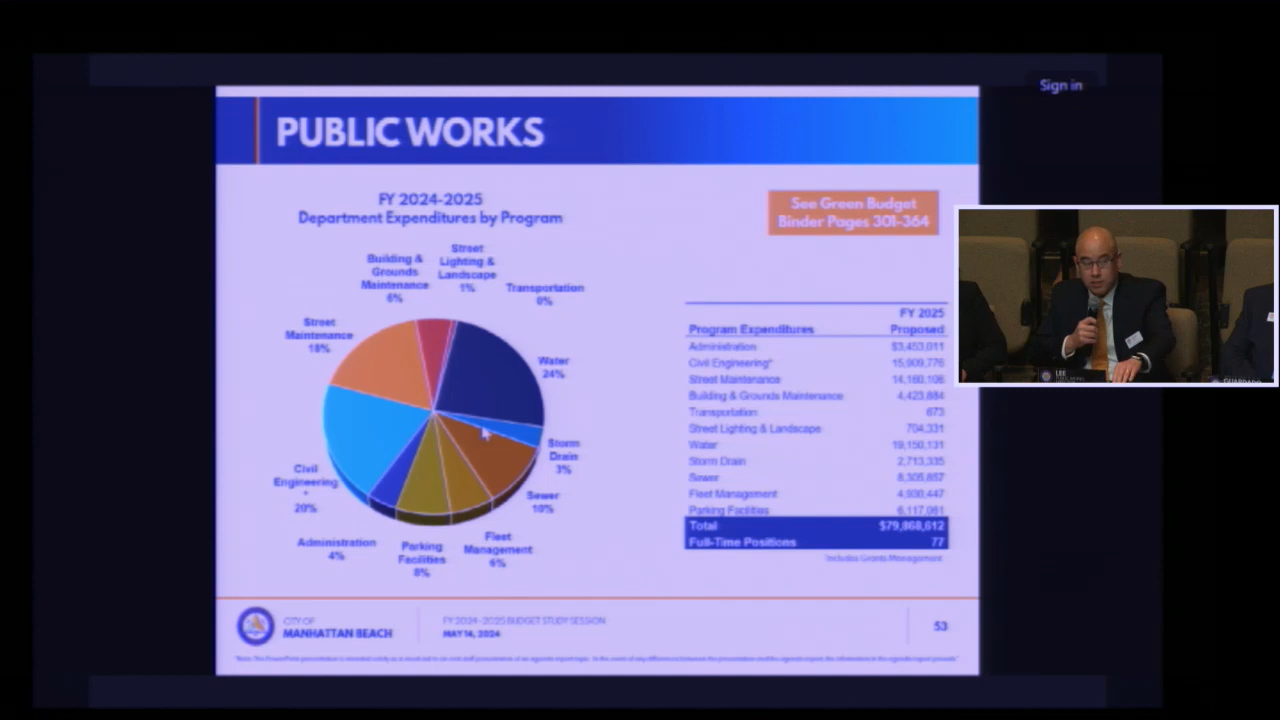 Sign in
PUBLIC WORKS
FY 2024-2025
Department Expenditures by Program
See Green Budget
Binder Pages 301-364
Street
Lighting &
Landscape
1%
Building &
Grounds
Maintenance
6%
Transportation
0%
Street
Maintenance
18%
Water
24%
Storm
Drain
3%
Civil
Engineering
*
20%
Sewer
10%
Administration
4%
Parking
Facilities
8%
Fleet
Management
6%
FY 2025
Program Expenditures Proposed
Administration $3,453,011
Civil Engineering* 15,909,776
Street Maintenance 14,160,106
Building & Grounds Maintenance 4,423,884
Transportation 673
Street Lighting & Landscape 704,331
Water 19,150,131
Storm Drain 2,713,335
Sewer 8,305,857
Fleet Management 4,930,447
Parking Facilities 6,117,061
Total $79,868,612
Full-Time Positions 77
Includes Grants Management
CITY OF
MANHATTAN BEACH
FY 2024-2025 BUDGET STUDY SESSION
MAY 14, 2024
53
LEE